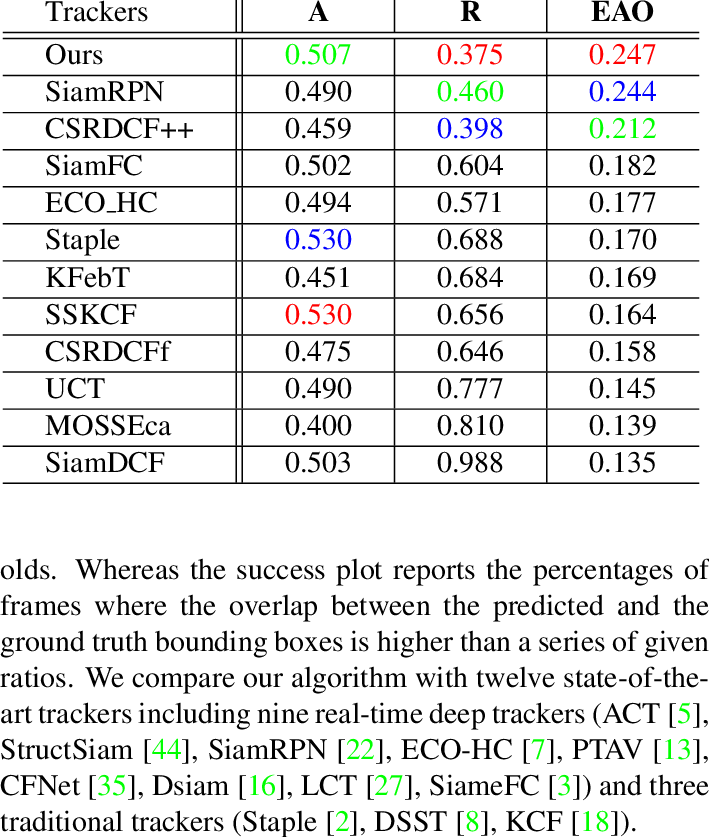 Trackers A R EAO
Ours 0.507 0.375 0.247
SiamRPN 0.490 0.460 0.244
CSRDCF++ 0.459 0.398 0.212
SiamFC 0.502 0.604 0.182
ECO_HC 0.494 0.571 0.177
Staple 0.530 0.688 0.170
KFebT 0.451 0.684 0.169
SSKCF 0.530 0.656 0.164
CSRDCFf 0.475 0.646 0.158
UCT 0.490 0.777 0.145
MOSSEca 0.400 0.810 0.139
SiamDCF 0.503 0.988 0.135
olds. Whereas the success plot reports the percentages of
frames where the overlap between the predicted and the
ground truth bounding boxes is higher than a series of given
ratios. We compare our algorithm with twelve state-of-the-
art trackers including nine real-time deep trackers (ACT [5],
StructSiam [44], SiamRPN [22], ECO-HC [7], PTAV [13],
CFNet [35], Dsiam [16], LCT [27], SiameFC [3]) and three
traditional trackers (Staple [2], DSST [8], KCF [18]).